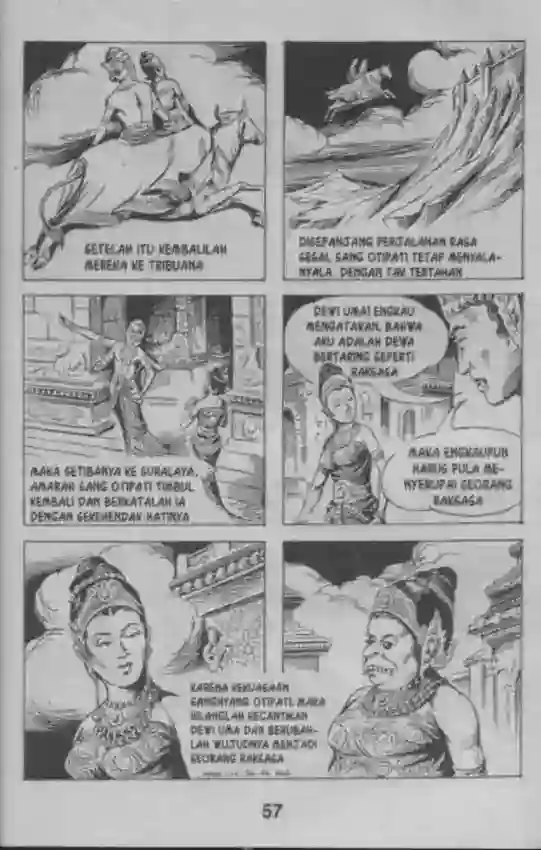 SETELAH ITU KEMBALILAH
MEREKA KE TRIBUANA
DISEPANJANG PERJALANAN RASA
SESAL SANG OTIPATI TETAP MENYALA-
NYALA DENGAN TAK TERTAHAN
MAKA SETIBANYA KE SURALAYA,
AMARAH SANG OTIPATI TIMBUL
KEMBALI DAN BERKATALAH IA
DENGAN SEKEHENDAK HATINYA
DEWI UMA! ENGKAU
MENGATAKAN, BAHWA
AKU ADALAH DEWA
BERTARING SEPERTI
RAKSASA
MAKA ENGKAUPUN
HARUS PULA ME-
NYERUPAI SEORANG
RAKSASA
KARENA KEKUASAAN
SANGHYANG OTIPATI, MAKA
HILANGLAH KECANTIKAN
DEWI UMA DAN BERUBAH-
LAH WUJUDNYA MENJADI
SEORANG RAKSASA
57